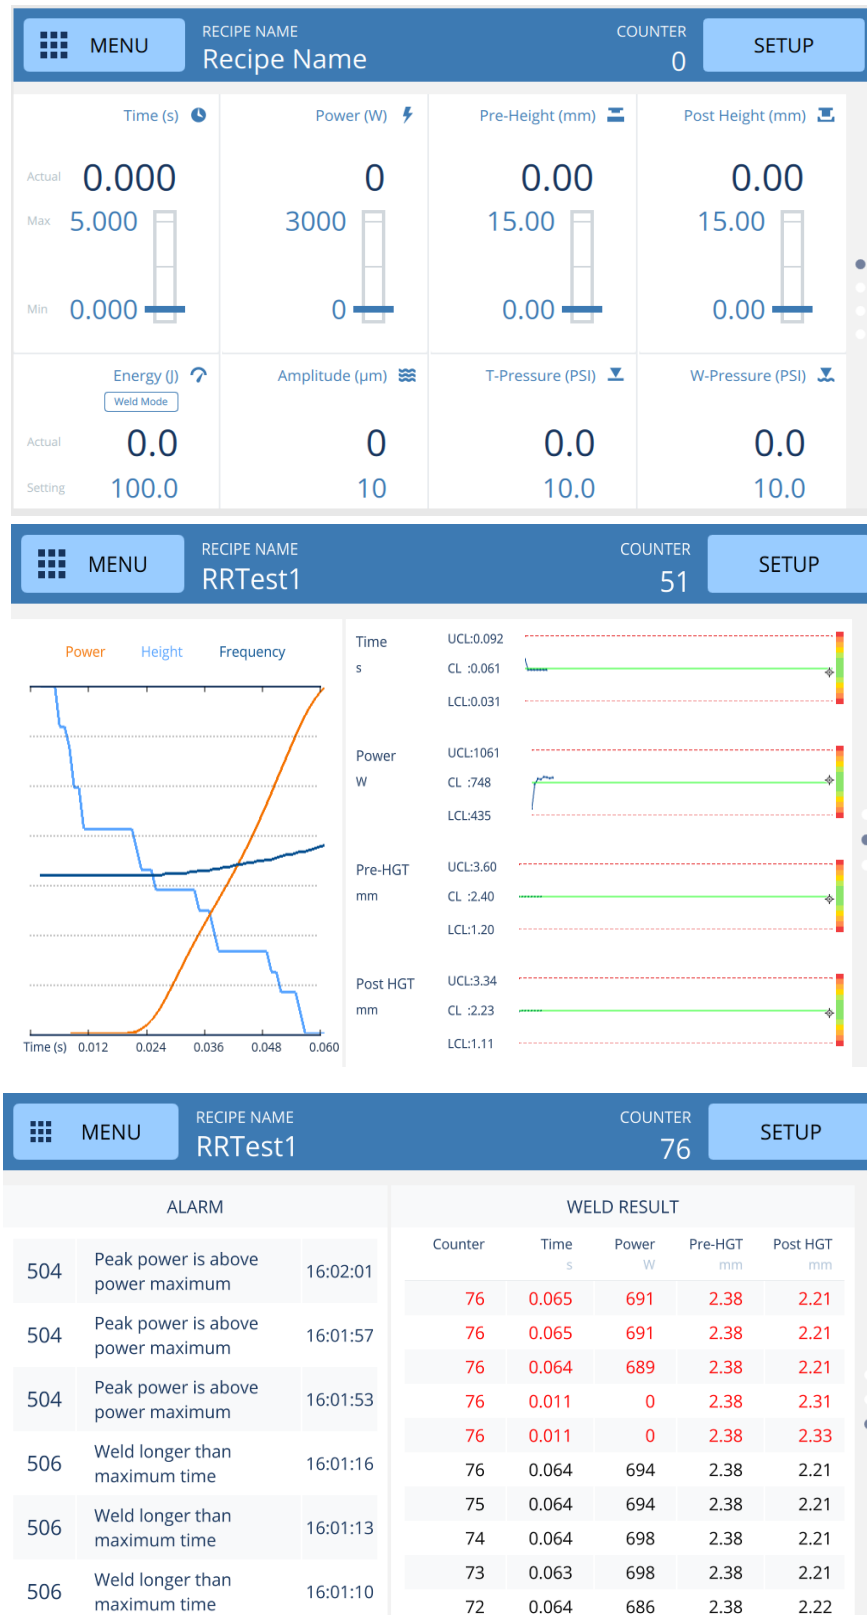 MENU
RECIPE NAME
Recipe Name
COUNTER
0
SETUP
Time (s) Power (W) Pre-Height (mm) Post Height (mm)
Actual 0.000 0 0.00 0.00
Max 5.000 3000 15.00 15.00
Min 0.000 0 0.00 0.00
Energy (J) Amplitude (μm) T-Pressure (PSI) W-Pressure (PSI)
Weld Mode
Actual 0.0 0 0.0 0.0
Setting 100.0 10 10.0 10.0
MENU
RECIPE NAME
RRTest1
COUNTER
51
SETUP
Power Height Frequency
Time (s) 0.012 0.024 0.036 0.048 0.060
Time UCL:0.092
s CL :0.061
LCL:0.031
Power UCL:1061
W CL :748
LCL:435
Pre-HGT UCL:3.60
mm CL :2.40
LCL:1.20
Post HGT UCL:3.34
mm CL :2.23
LCL:1.11
MENU
RECIPE NAME
RRTest1
COUNTER
76
SETUP
ALARM
504 Peak power is above power maximum 16:02:01
504 Peak power is above power maximum 16:01:57
504 Peak power is above power maximum 16:01:53
506 Weld longer than maximum time 16:01:16
506 Weld longer than maximum time 16:01:13
506 Weld longer than maximum time 16:01:10
WELD RESULT
Counter Time Power Pre-HGT Post HGT
s W mm mm
76 0.065 691 2.38 2.21
76 0.065 691 2.38 2.21
76 0.064 689 2.38 2.21
76 0.011 0 2.38 2.31
76 0.011 0 2.38 2.33
76 0.064 694 2.38 2.21
75 0.064 694 2.38 2.21
74 0.064 698 2.38 2.21
73 0.063 698 2.38 2.21
72 0.064 686 2.38 2.22